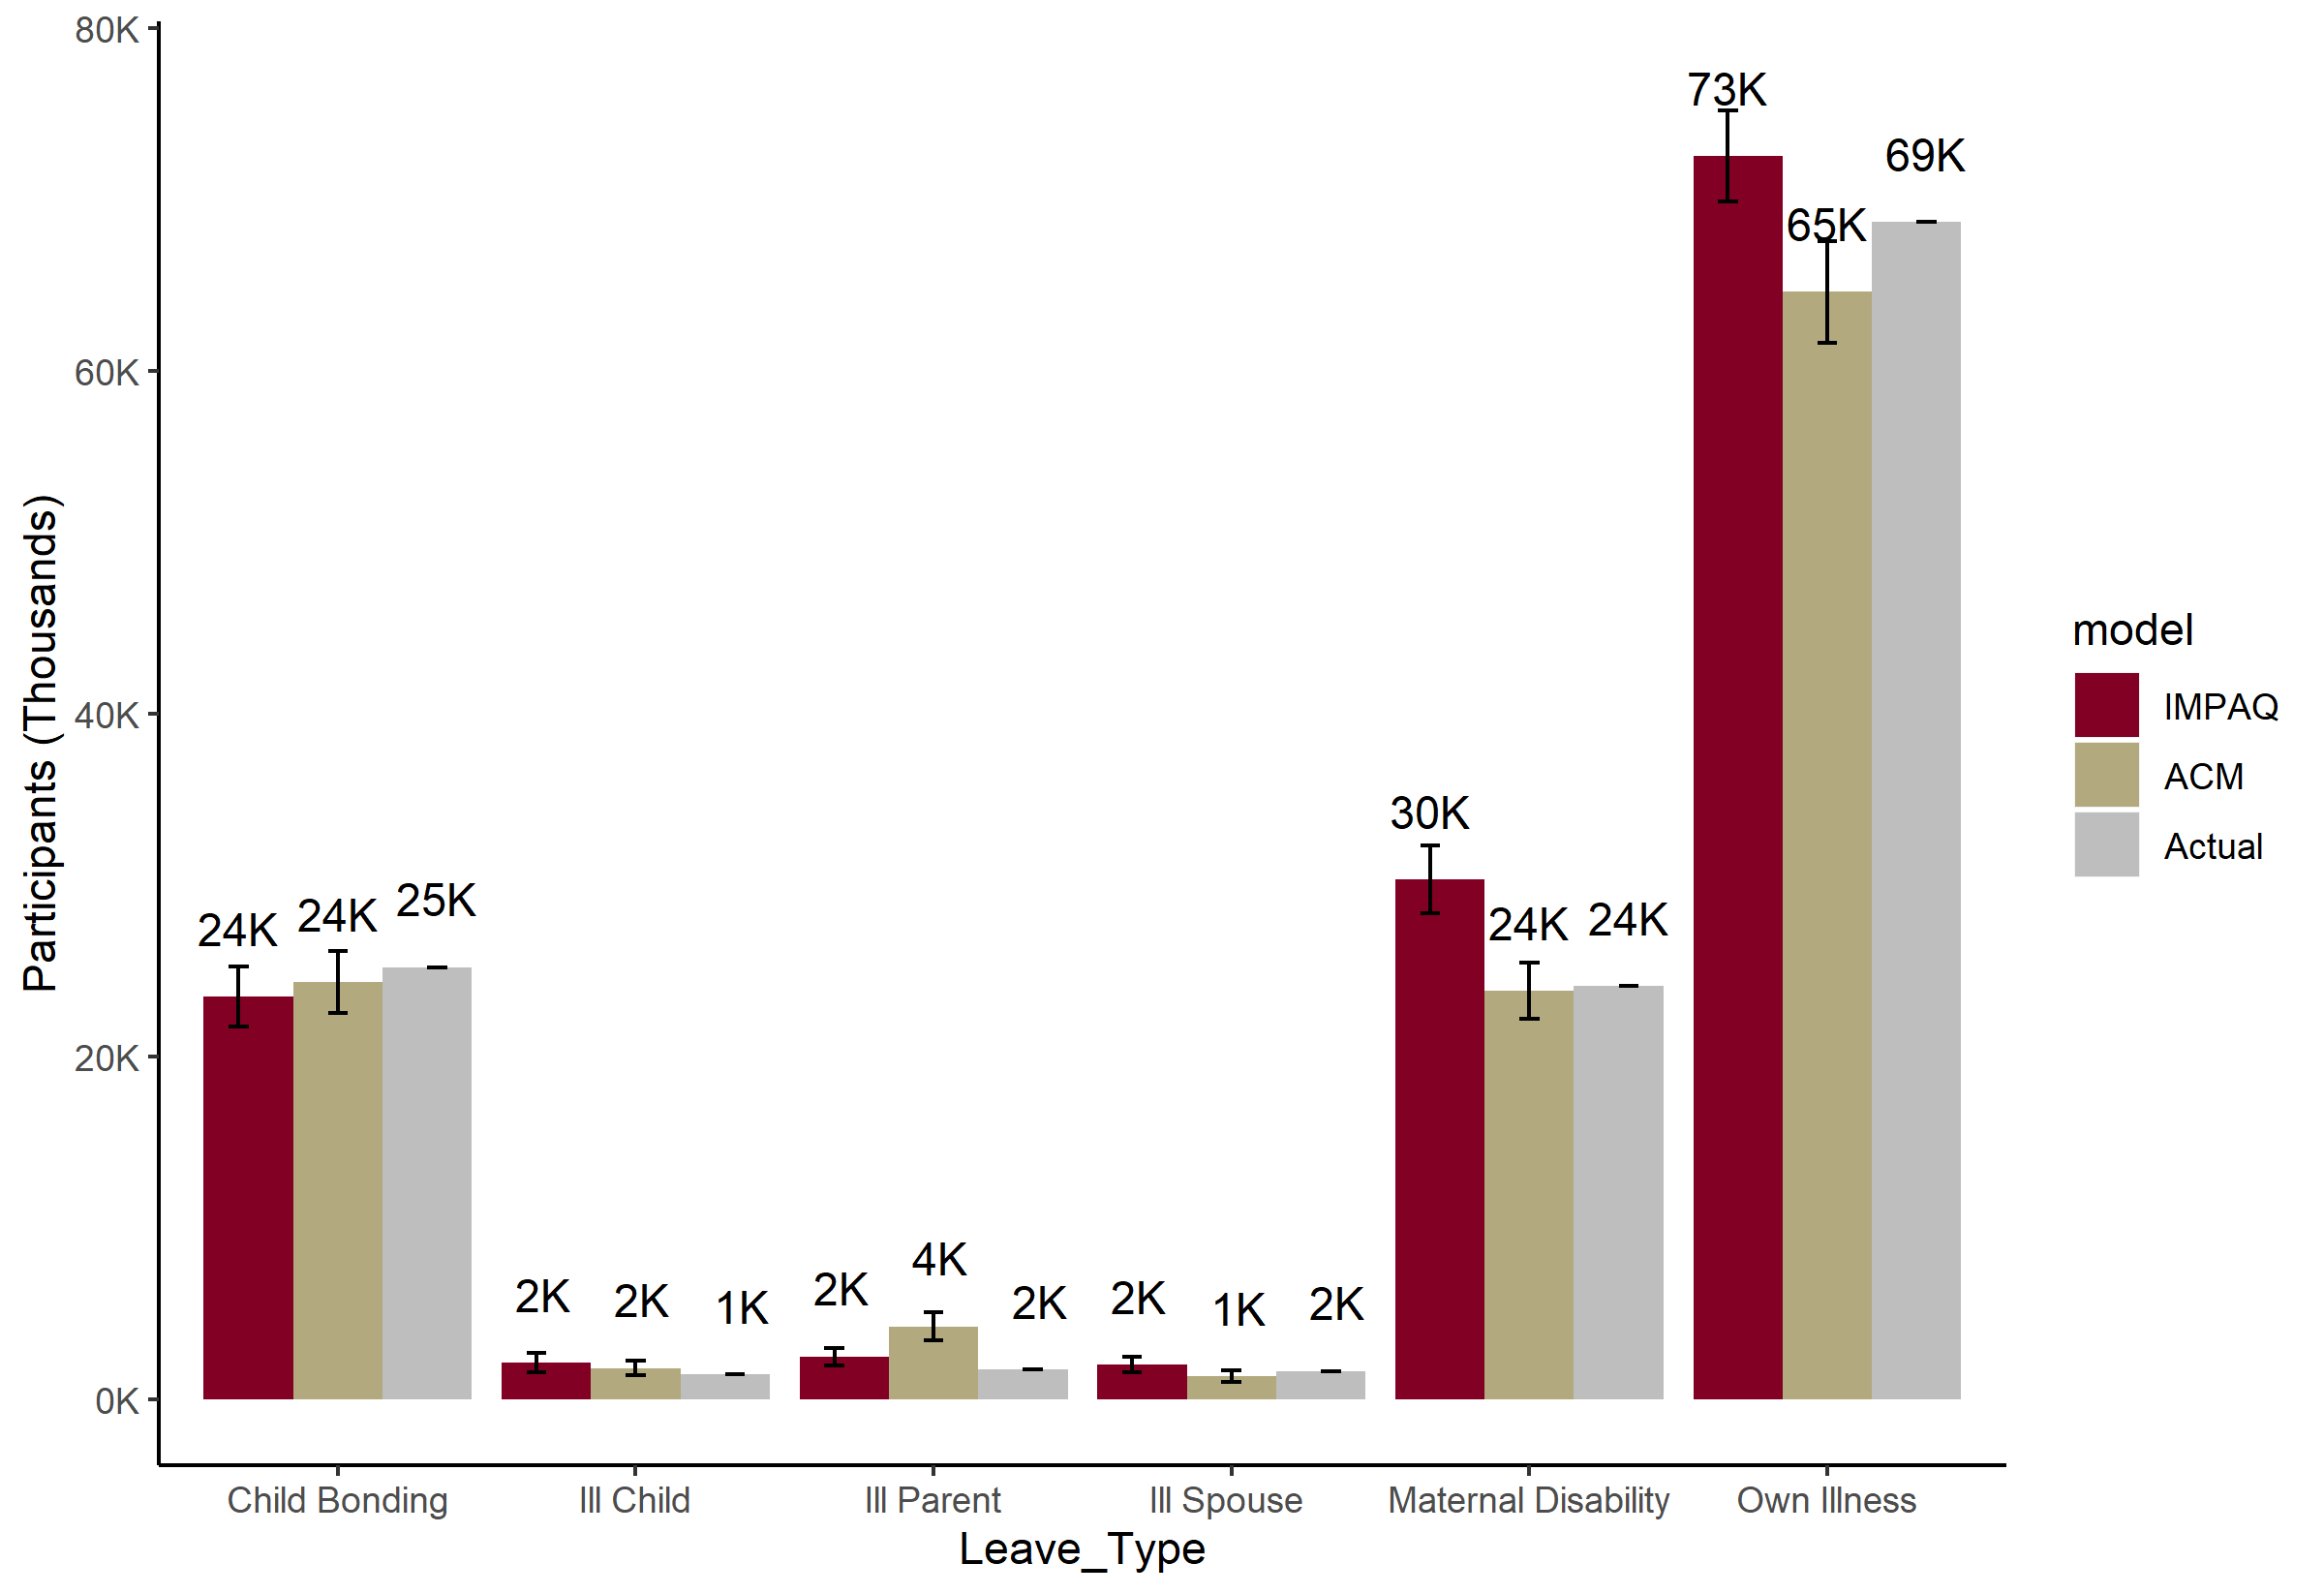 80K
60K
40K
20K
0K
Participants (Thousands)
24K
24K
25K
2K
2K
1K
2K
4K
2K
2K
1K
2K
30K
24K
24K
73K
65K
69K
Child Bonding
Ill Child
Ill Parent
Ill Spouse
Maternal Disability
Own Illness
Leave_Type
model
IMPAQ
ACM
Actual